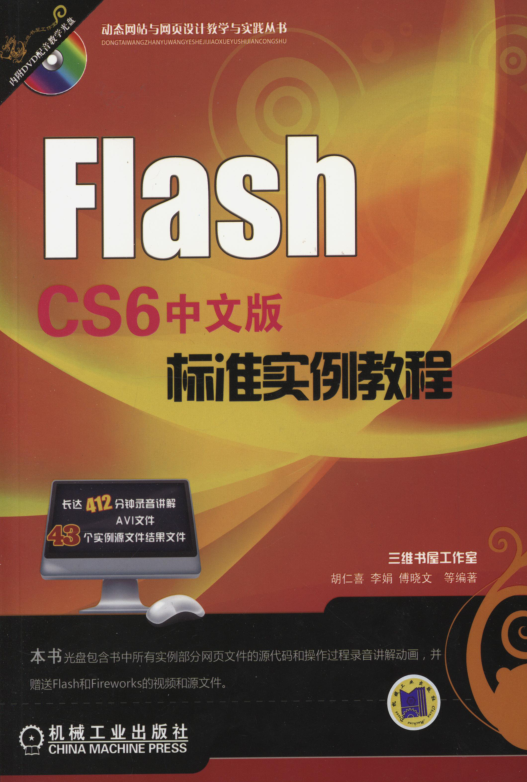 内附DVD配音教学光盘
动态网站与网页设计教学与实践丛书
DONGTAIWANGZHANYUWANGYESHEJIJIAOXUEYUSHIJIANCONGSHU
Flash
CS6中文版
标准实例教程
长达412分钟录音讲解
AVI文件
43个实例源文件结果文件
三维书屋工作室
胡仁喜 李娟 傅晓文 等编著
本书光盘包含书中所有实例部分网页文件的源代码和操作过程录音讲解动画，并
赠送Flash和Fireworks的视频和源文件。
机械工业出版社
CHINA MACHINE PRESS